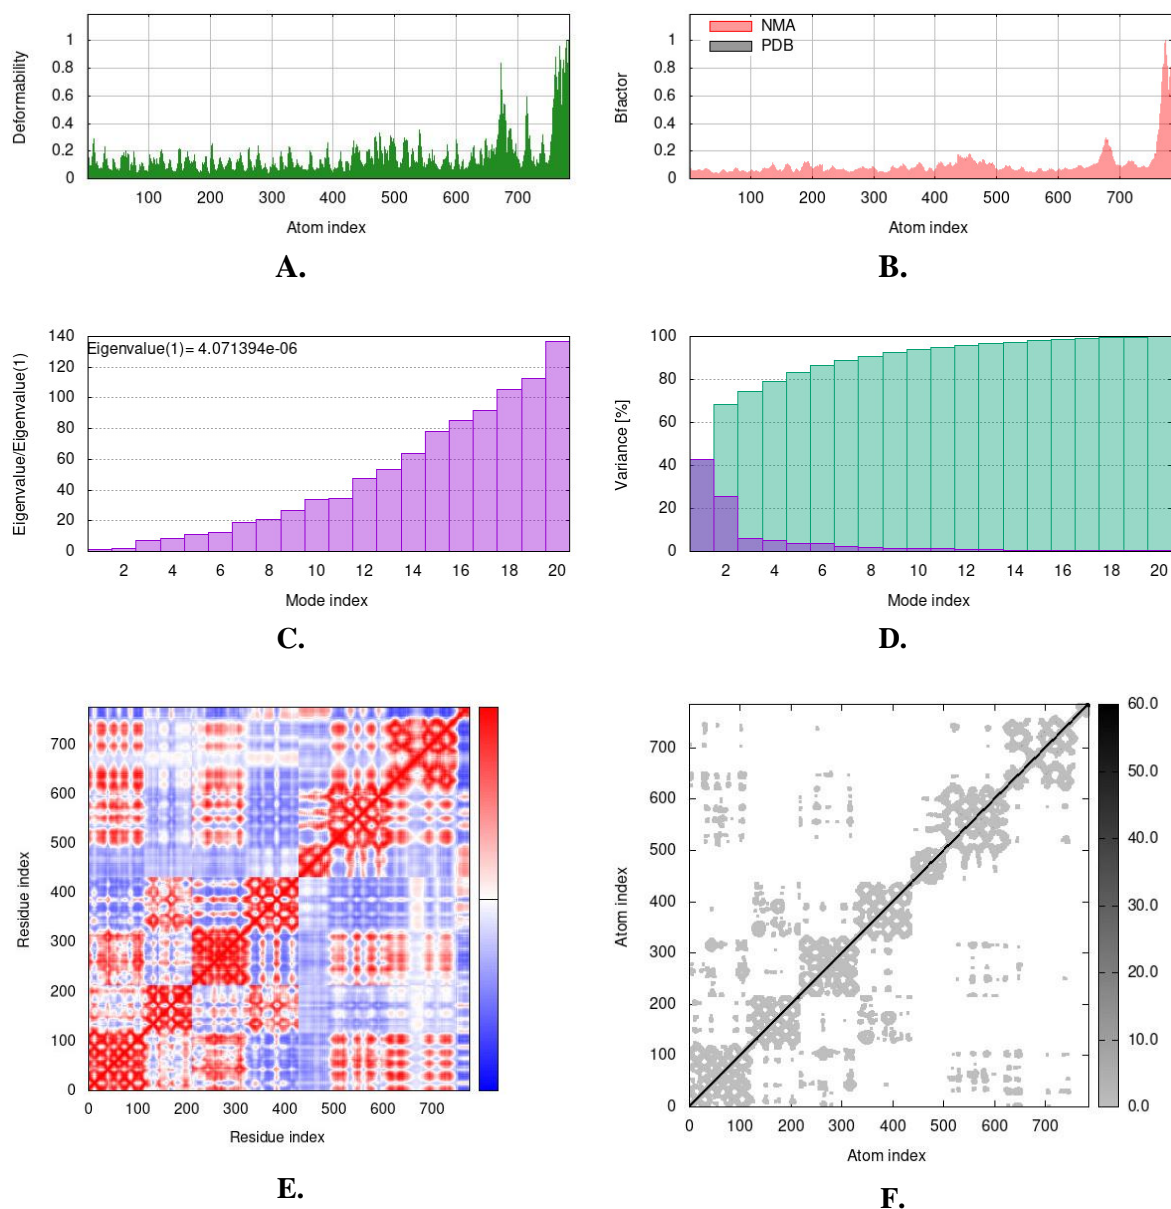 Deformability
1
0.8
0.6
0.4
0.2
0
100 200 300 400 500 600 700
Atom index
A.
Bfactor
NMA
PDB
1
0.8
0.6
0.4
0.2
0
100 200 300 400 500 600 700
Atom index
B.
Eigenvalue/Eigenvalue(1)
Eigenvalue(1)= 4.071394e-06
140
120
100
80
60
40
20
0
2 4 6 8 10 12 14 16 18 20
Mode index
C.
Variance [%]
100
80
60
40
20
0
2 4 6 8 10 12 14 16 18 20
Mode index
D.
Residue index
700
600
500
400
300
200
100
0
0 100 200 300 400 500 600 700
Residue index
E.
Atom index
700
600
500
400
300
200
100
0
0 100 200 300 400 500 600 700
Atom index
60.0
50.0
40.0
30.0
20.0
10.0
0.0
F.